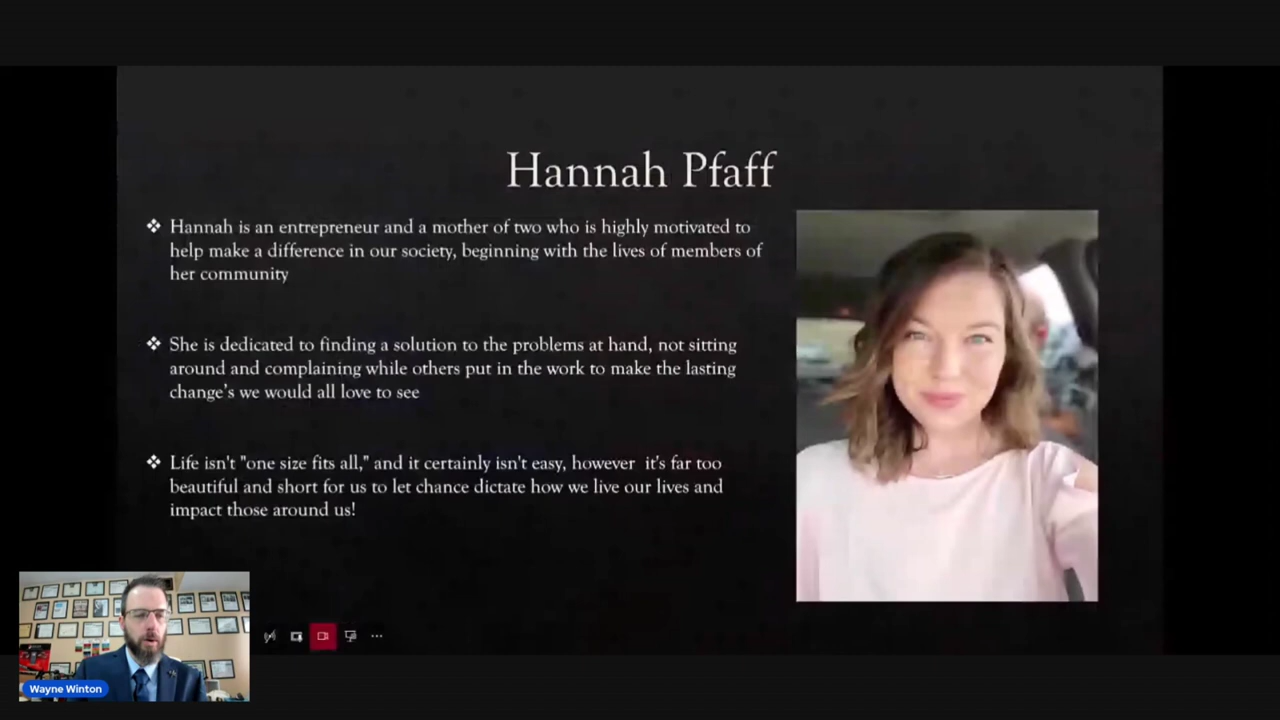 Hannah Pfaff
❖ Hannah is an entrepreneur and a mother of two who is highly motivated to
help make a difference in our society, beginning with the lives of members of
her community
❖ She is dedicated to finding a solution to the problems at hand, not sitting
around and complaining while others put in the work to make the lasting
change's we would all love to see
❖ Life isn't "one size fits all," and it certainly isn't easy, however  it's far too
beautiful and short for us to let chance dictate how we live our lives and
impact those around us!
Wayne Winton